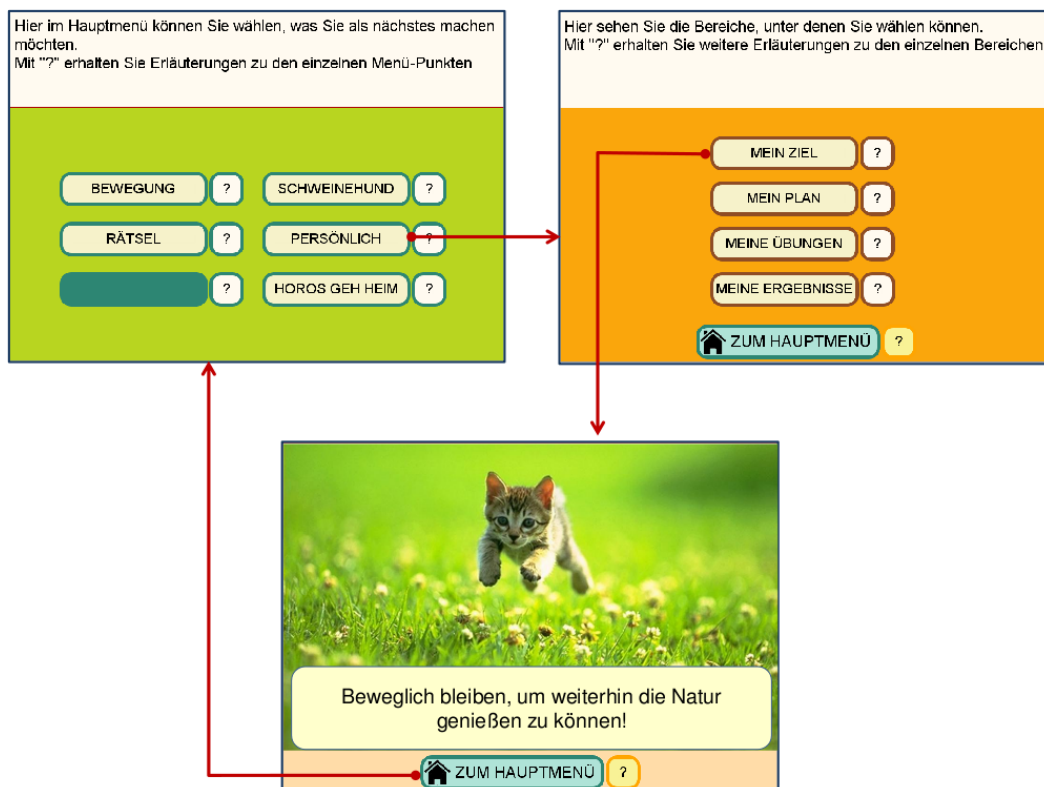 Hier im Hauptmenü können Sie wählen, was Sie als nächstes machen
möchten.
Mit "?" erhalten Sie Erläuterungen zu den einzelnen Menü-Punkten
BEWEGUNG ? SCHWEINEHUND ?
RÄTSEL ? PERSÖNLICH ?
? HOROS GEH HEIM ?
Hier sehen Sie die Bereiche, unter denen Sie wählen können.
Mit "?" erhalten Sie weitere Erläuterungen zu den einzelnen Bereichen
MEIN ZIEL ?
MEIN PLAN ?
MEINE ÜBUNGEN ?
MEINE ERGEBNISSE ?
ZUM HAUPTMENÜ ?
Beweglich bleiben, um weiterhin die Natur
genießen zu können!
ZUM HAUPTMENÜ ?